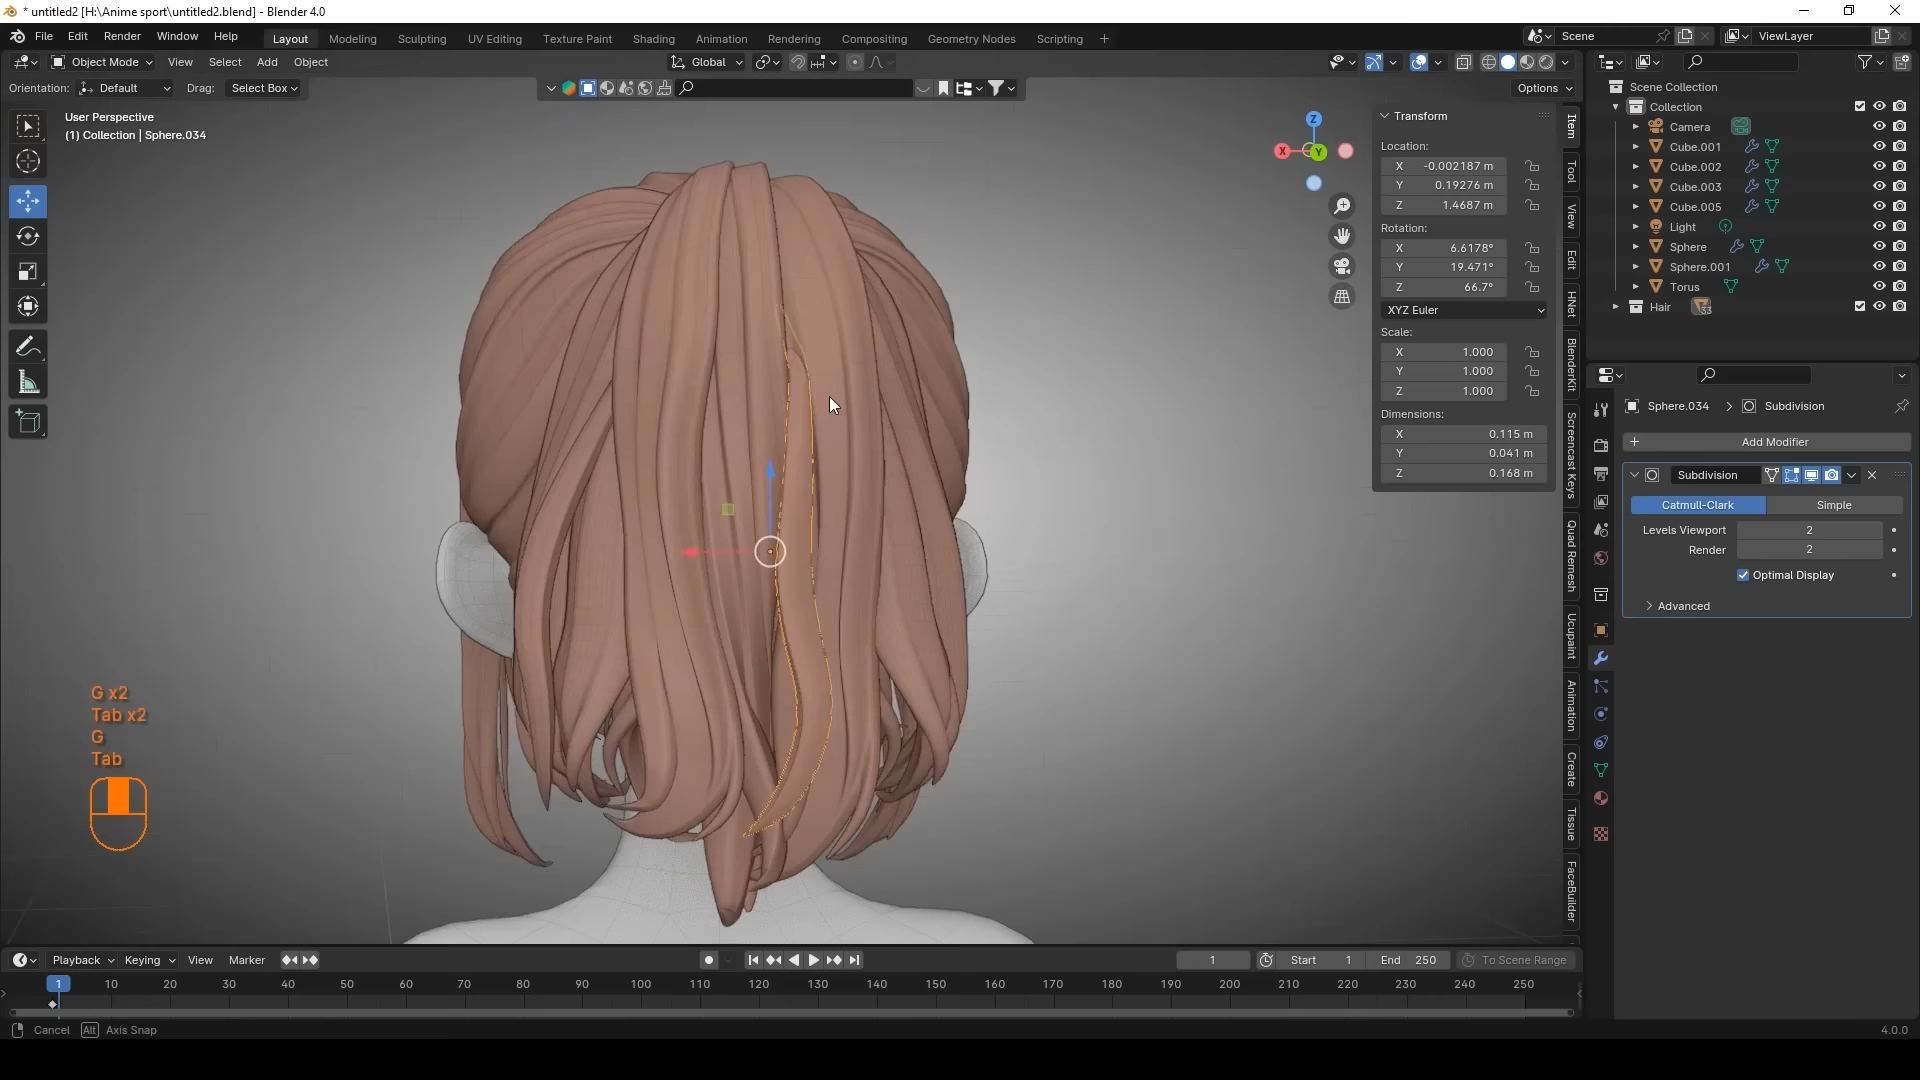 * untitled2 [H:\Anime sport\untitled2.blend] - Blender 4.0
File Edit Render Window Help
Layout Modeling Sculpting UV Editing Texture Paint Shading Animation Rendering Compositing Geometry Nodes Scripting +
Scene
ViewLayer
Object Mode View Select Add Object
Global
Orientation: Default Drag: Select Box
Options
User Perspective
(1) Collection | Sphere.034
Z
X
Y
Transform
Location:
X -0.002187 m
Y 0.19276 m
Z 1.4687 m
Rotation:
X 6.6178°
Y 19.471°
Z 66.7°
XYZ Euler
Scale:
X 1.000
Y 1.000
Z 1.000
Dimensions:
X 0.115 m
Y 0.041 m
Z 0.168 m
Item
Tool
View
Edit
HNet
BlenderKit
Screencast Keys
Quad Remesh
Ucupaint
Animation
Create
Tissue
FaceBuilder
Scene Collection
Collection
Camera
Cube.001
Cube.002
Cube.003
Cube.005
Light
Sphere
Sphere.001
Torus
Hair 33
Sphere.034 > Subdivision
+ Add Modifier
Subdivision
Catmull-Clark Simple
Levels Viewport 2
Render 2
Optimal Display
Advanced
G x2
Tab x2
G
Tab
Playback Keying View Marker
1 Start 1 End 250 To Scene Range
1 10 20 30 40 50 60 70 80 90 100 110 120 130 140 150 160 170 180 190 200 210 220 230 240 250
Cancel Alt Axis Snap
4.0.0